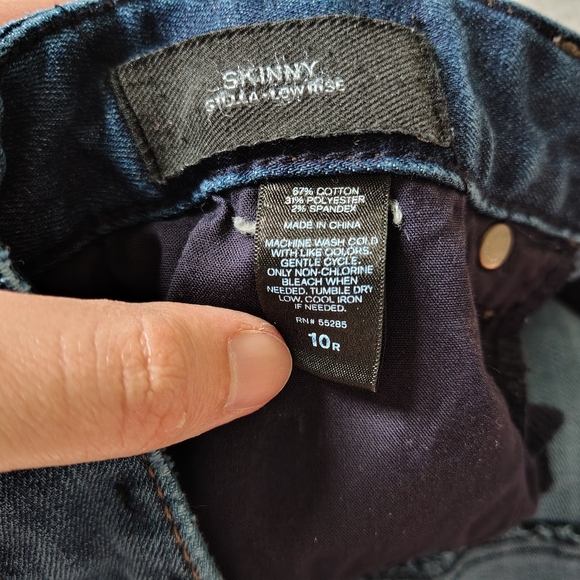 SKINNY
LOW RISE
67% COTTON
31% POLYESTER
2% SPANDEX
MADE IN CHINA
MACHINE WASH COLD
WITH LIKE COLORS,
GENTLE CYCLE.
ONLY NON-CHLORINE
BLEACH WHEN
NEEDED. TUMBLE DRY
LOW. COOL IRON
IF NEEDED.
RN# 55285
10R